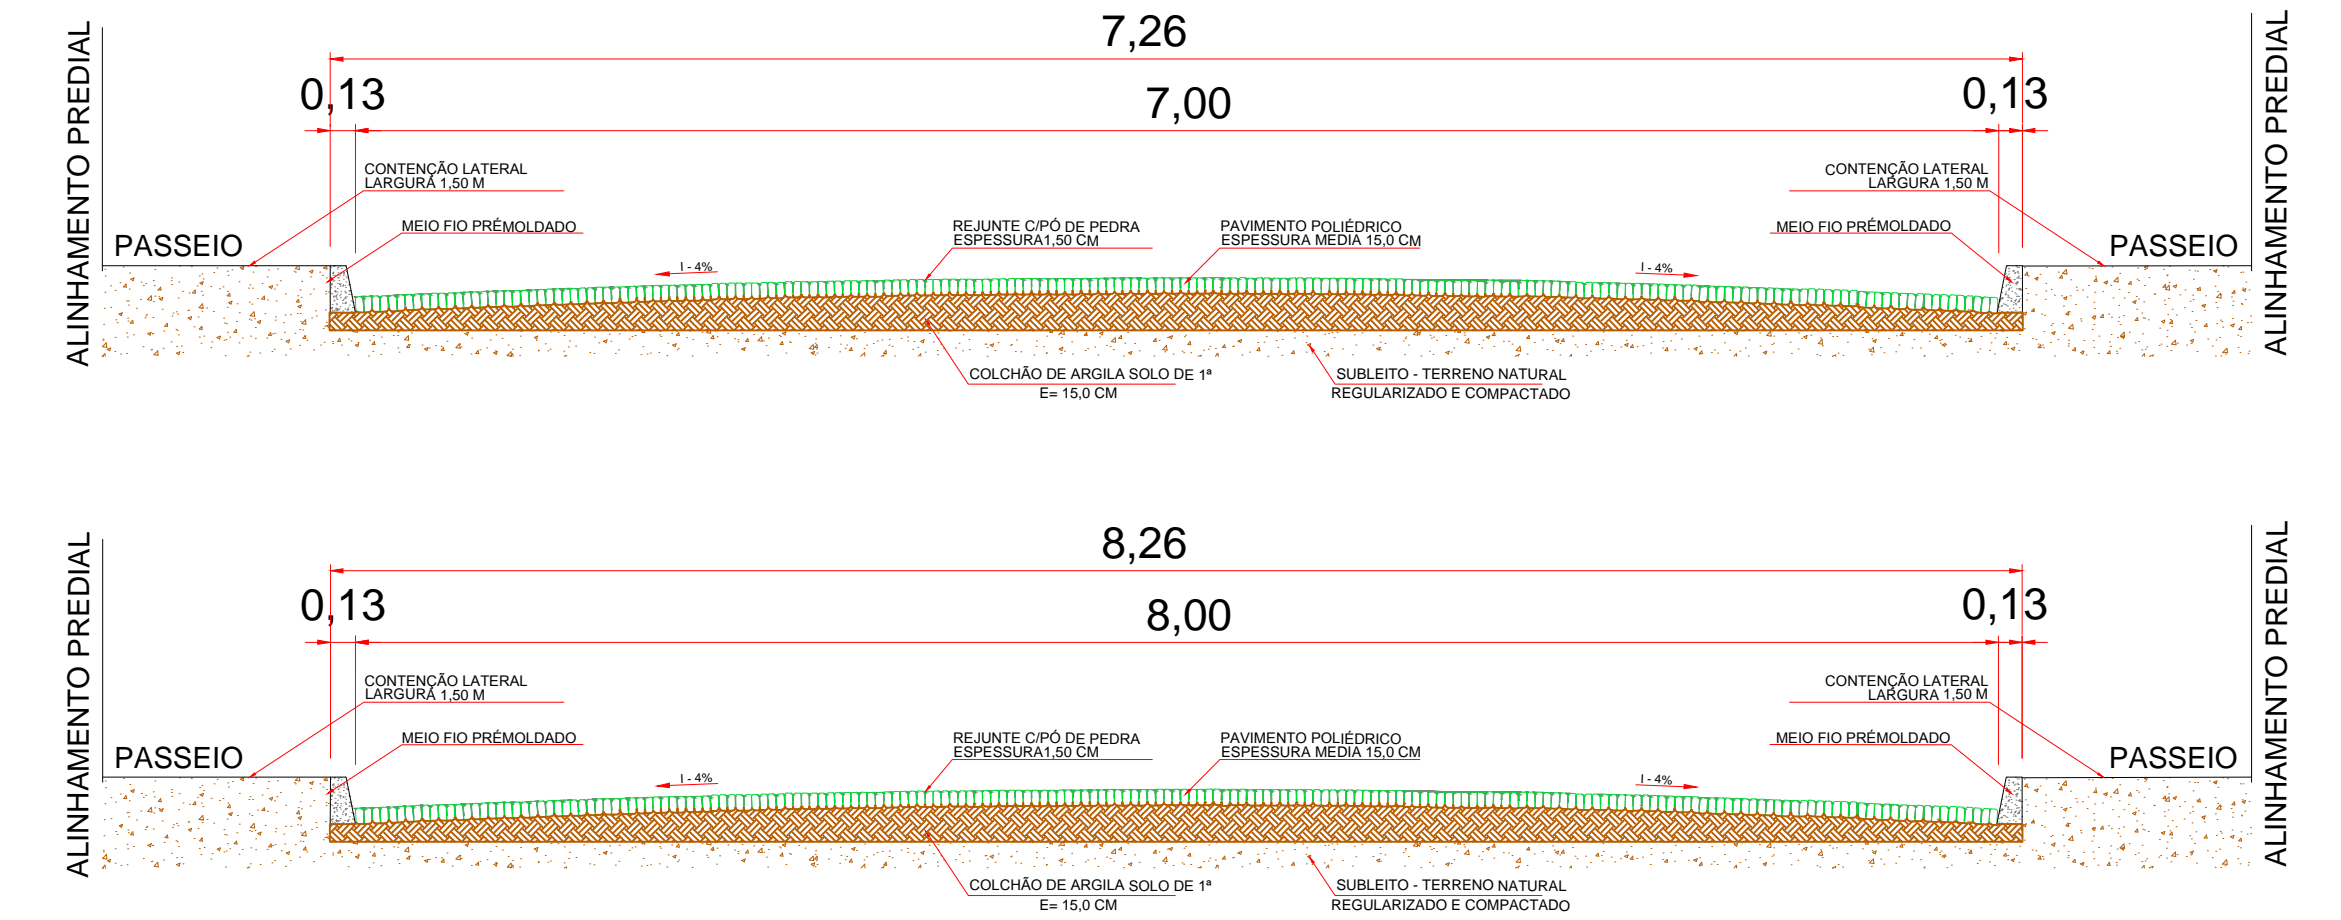 7,26
0,13
7,00
0,13
ALINHAMENTO PREDIAL
ALINHAMENTO PREDIAL
CONTENÇÃO LATERAL
LARGURA 1,50 M
CONTENÇÃO LATERAL
LARGURA 1,50 M
MEIO FIO PRÉMOLDADO
REJUNTE C/PÓ DE PEDRA
ESPESSURA1,50 CM
PAVIMENTO POLIÉDRICO
ESPESSURA MEDIA 15,0 CM
MEIO FIO PRÉMOLDADO
PASSEIO
PASSEIO
I - 4%
I - 4%
COLCHÃO DE ARGILA SOLO DE 1ª
E= 15,0 CM
SUBLEITO - TERRENO NATURAL
REGULARIZADO E COMPACTADO
8,26
0,13
8,00
0,13
ALINHAMENTO PREDIAL
ALINHAMENTO PREDIAL
CONTENÇÃO LATERAL
LARGURA 1,50 M
CONTENÇÃO LATERAL
LARGURA 1,50 M
MEIO FIO PRÉMOLDADO
REJUNTE C/PÓ DE PEDRA
ESPESSURA1,50 CM
PAVIMENTO POLIÉDRICO
ESPESSURA MEDIA 15,0 CM
MEIO FIO PRÉMOLDADO
PASSEIO
PASSEIO
I - 4%
I - 4%
COLCHÃO DE ARGILA SOLO DE 1ª
E= 15,0 CM
SUBLEITO - TERRENO NATURAL
REGULARIZADO E COMPACTADO